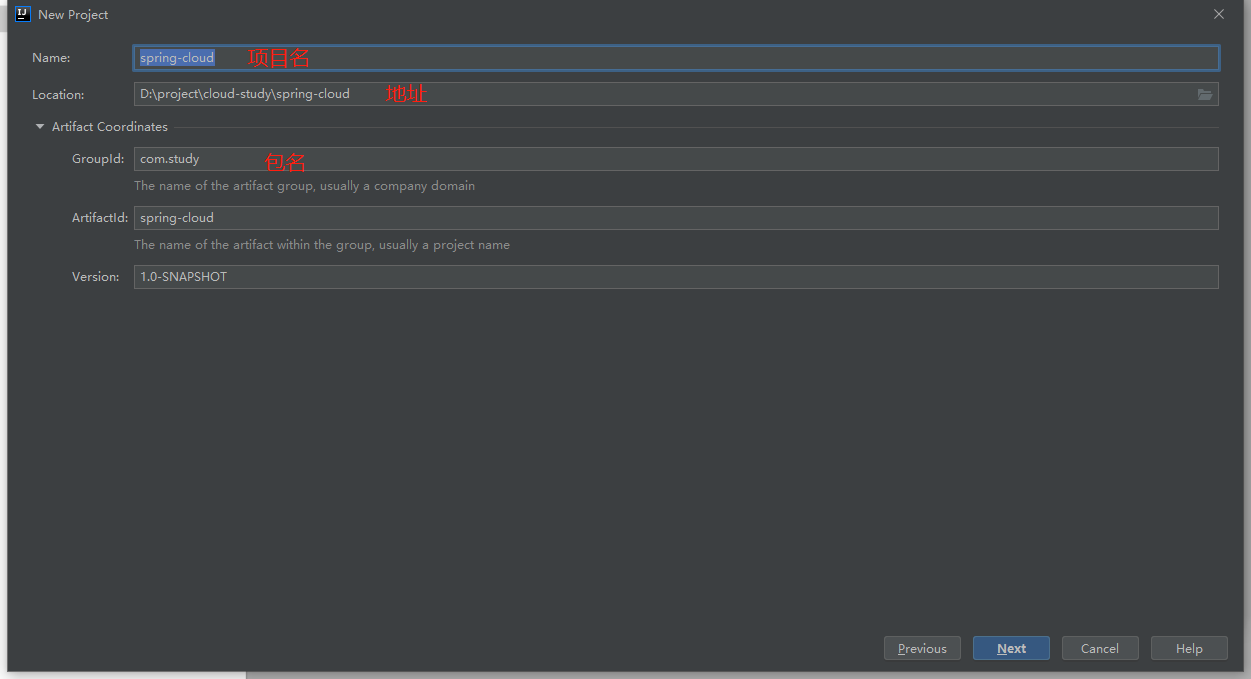 New Project
Name: spring-cloud 项目名
Location: D:\project\cloud-study\spring-cloud 地址
Artifact Coordinates
GroupId: com.study 包名
The name of the artifact group, usually a company domain
ArtifactId: spring-cloud
The name of the artifact within the group, usually a project name
Version: 1.0-SNAPSHOT
Previous Next Cancel Help